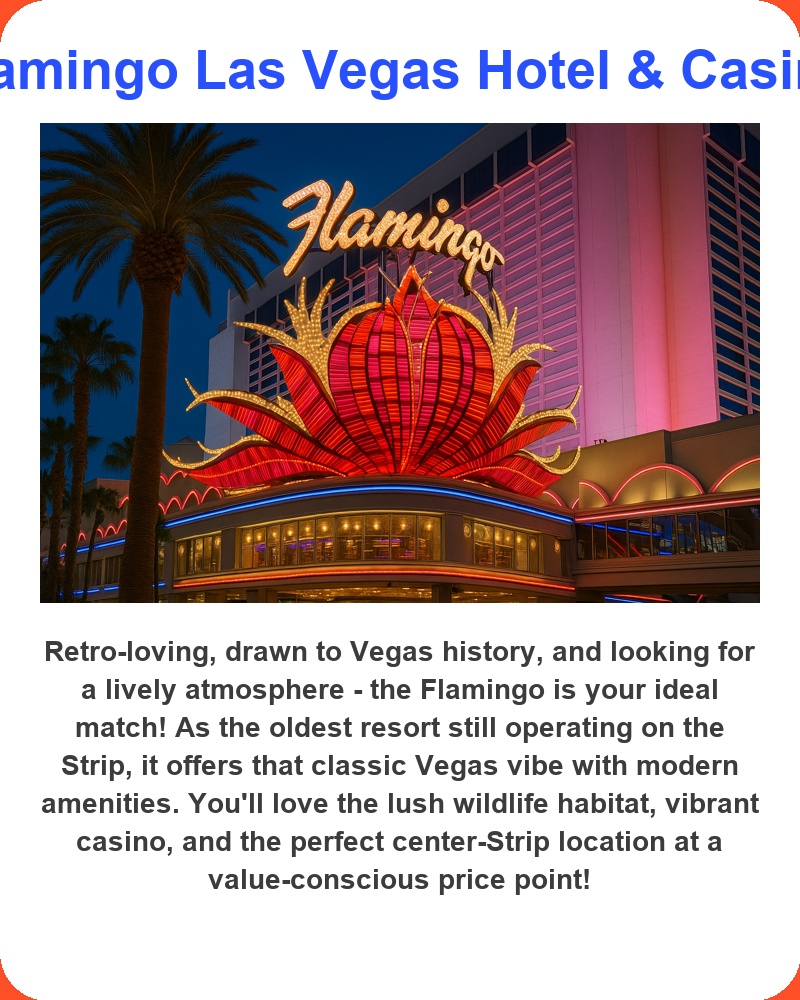 amingo Las Vegas Hotel & Casi
Flamingo
Retro-loving, drawn to Vegas history, and looking for
a lively atmosphere - the Flamingo is your ideal
match! As the oldest resort still operating on the
Strip, it offers that classic Vegas vibe with modern
amenities. You'll love the lush wildlife habitat, vibrant
casino, and the perfect center-Strip location at a
value-conscious price point!